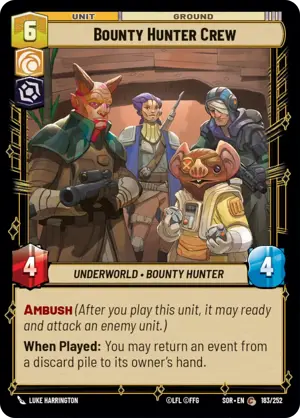 UNIT
GROUND
6
BOUNTY HUNTER CREW
4
4
UNDERWORLD • BOUNTY HUNTER
AMBUSH (After you play this unit, it may ready
and attack an enemy unit.)
When Played: You may return an event from
a discard pile to its owner's hand.
LUKE HARRINGTON
©LFL ©FFG
SOR • EN C 183/252